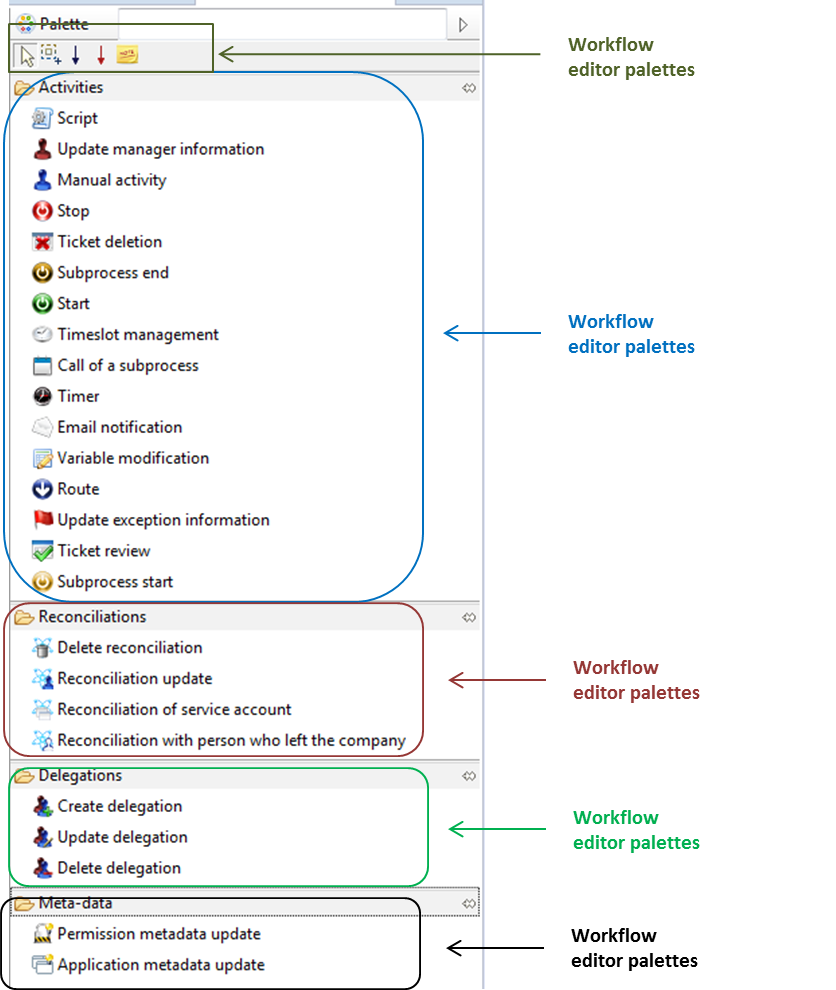 Palette
Workflow
editor palettes
Activities
Script
Update manager information
Manual activity
Stop
Ticket deletion
Subprocess end
Start
Timeslot management
Call of a subprocess
Timer
Email notification
Variable modification
Route
Update exception information
Ticket review
Subprocess start
Workflow
editor palettes
Reconciliations
Delete reconciliation
Reconciliation update
Reconciliation of service account
Reconciliation with person who left the company
Workflow
editor palettes
Delegations
Create delegation
Update delegation
Delete delegation
Workflow
editor palettes
Meta-data
Permission metadata update
Application metadata update
Workflow
editor palettes